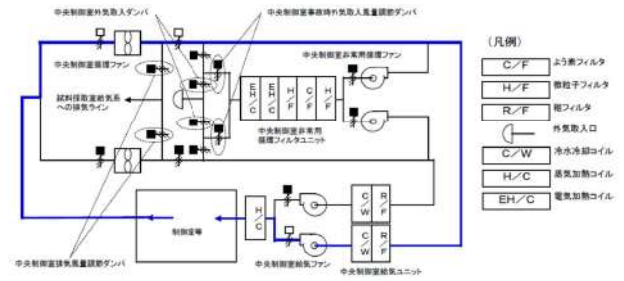 中央制御室外気取入ダンパ
中央制御室事故時外気取入風量調節ダンパ
中央制御室循環ファン
中央制御室非常用循環ファン
試料採取室給気系
への排気ライン
EH/C
EH/C
H/F
C/F
H/F
中央制御室非常用
循環フィルタユニット
制御室等
H/C
C/W
R/F
C/W
R/F
中央制御室排気風量調節ダンパ
中央制御室給気ファン
中央制御室給気ユニット
(凡例)
C/F
よう素フィルタ
H/F
微粒子フィルタ
R/F
粗フィルタ
外気取入口
C/W
冷水冷却コイル
H/C
蒸気加熱コイル
EH/C
電気加熱コイル